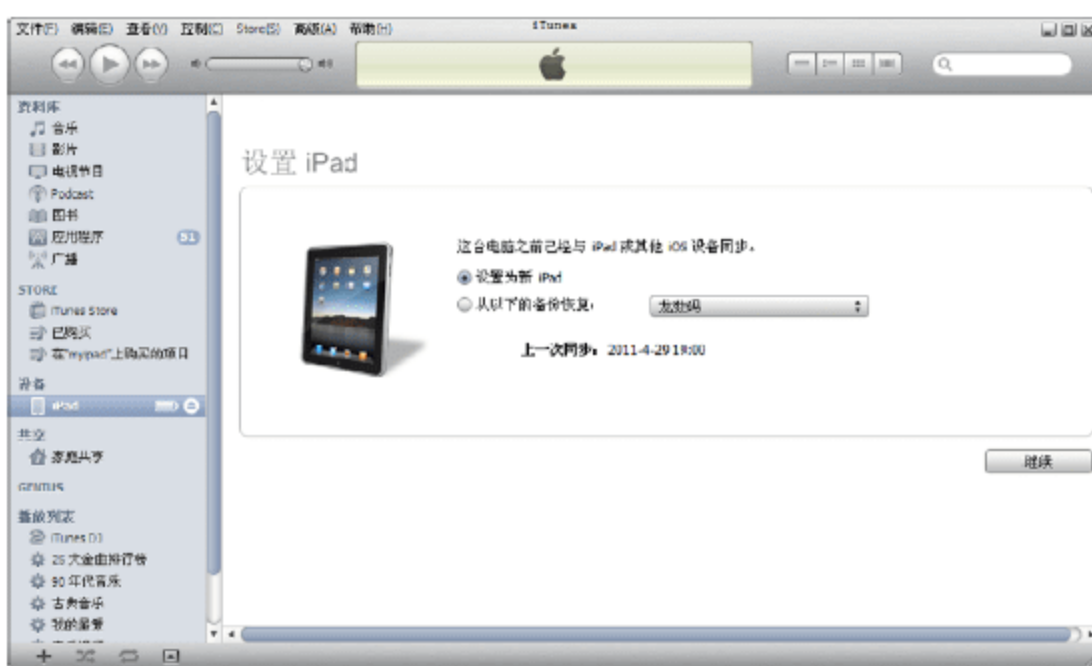 iTunes
文件(F) 编辑(E) 查看(V) 控制(C) Store(S) 高级(A) 帮助(H)
资料库
音乐
影片
电视节目
Podcast
图书
应用程序 51
广播
STORE
iTunes Store
已购买
在“myipad”上购买的项目
设备
iPad
共享
家庭共享
GENIUS
播放列表
iTunes DJ
25 大金曲排行榜
90 年代音乐
古典音乐
我的最爱
设置 iPad
这台电脑之前已经与 iPad 或其他 iOS 设备同步。
设置为新 iPad
从以下的备份恢复:
上一次同步: 2011-4-29 19:00
继续